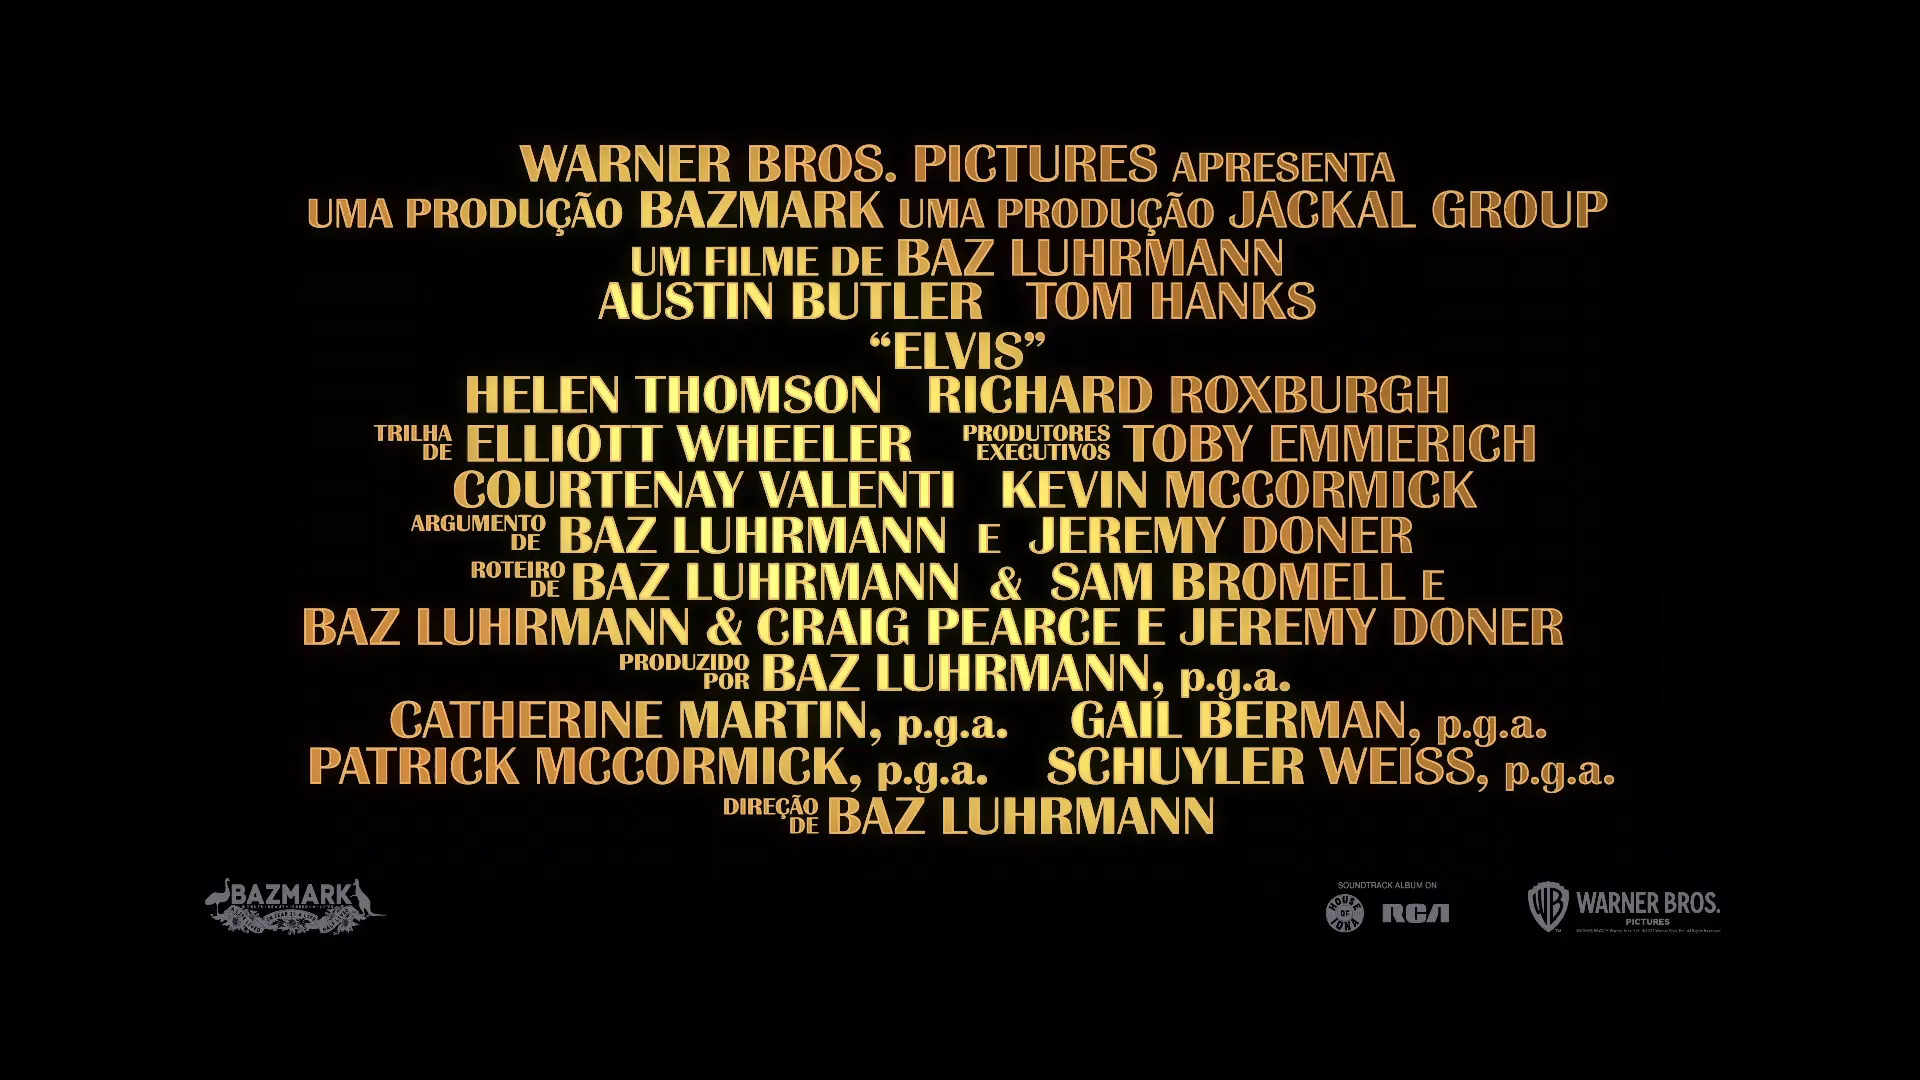 WARNER BROS. PICTURES APRESENTA
UMA PRODUÇÃO BAZMARK UMA PRODUÇÃO JACKAL GROUP
UM FILME DE BAZ LUHRMANN
AUSTIN BUTLER TOM HANKS
“ELVIS”
HELEN THOMSON RICHARD ROXBURGH
TRILHA DE ELLIOTT WHEELER PRODUTORES EXECUTIVOS TOBY EMMERICH
COURTENAY VALENTI KEVIN MCCORMICK
ARGUMENTO DE BAZ LUHRMANN E JEREMY DONER
ROTEIRO DE BAZ LUHRMANN & SAM BROMELL E
BAZ LUHRMANN & CRAIG PEARCE E JEREMY DONER
PRODUZIDO POR BAZ LUHRMANN, p.g.a.
CATHERINE MARTIN, p.g.a. GAIL BERMAN, p.g.a.
PATRICK MCCORMICK, p.g.a. SCHUYLER WEISS, p.g.a.
DIREÇÃO DE BAZ LUHRMANN
BAZMARK
SOUNDTRACK ALBUM ON
HOUSE OF IONA RCA
WB WARNER BROS.
PICTURES